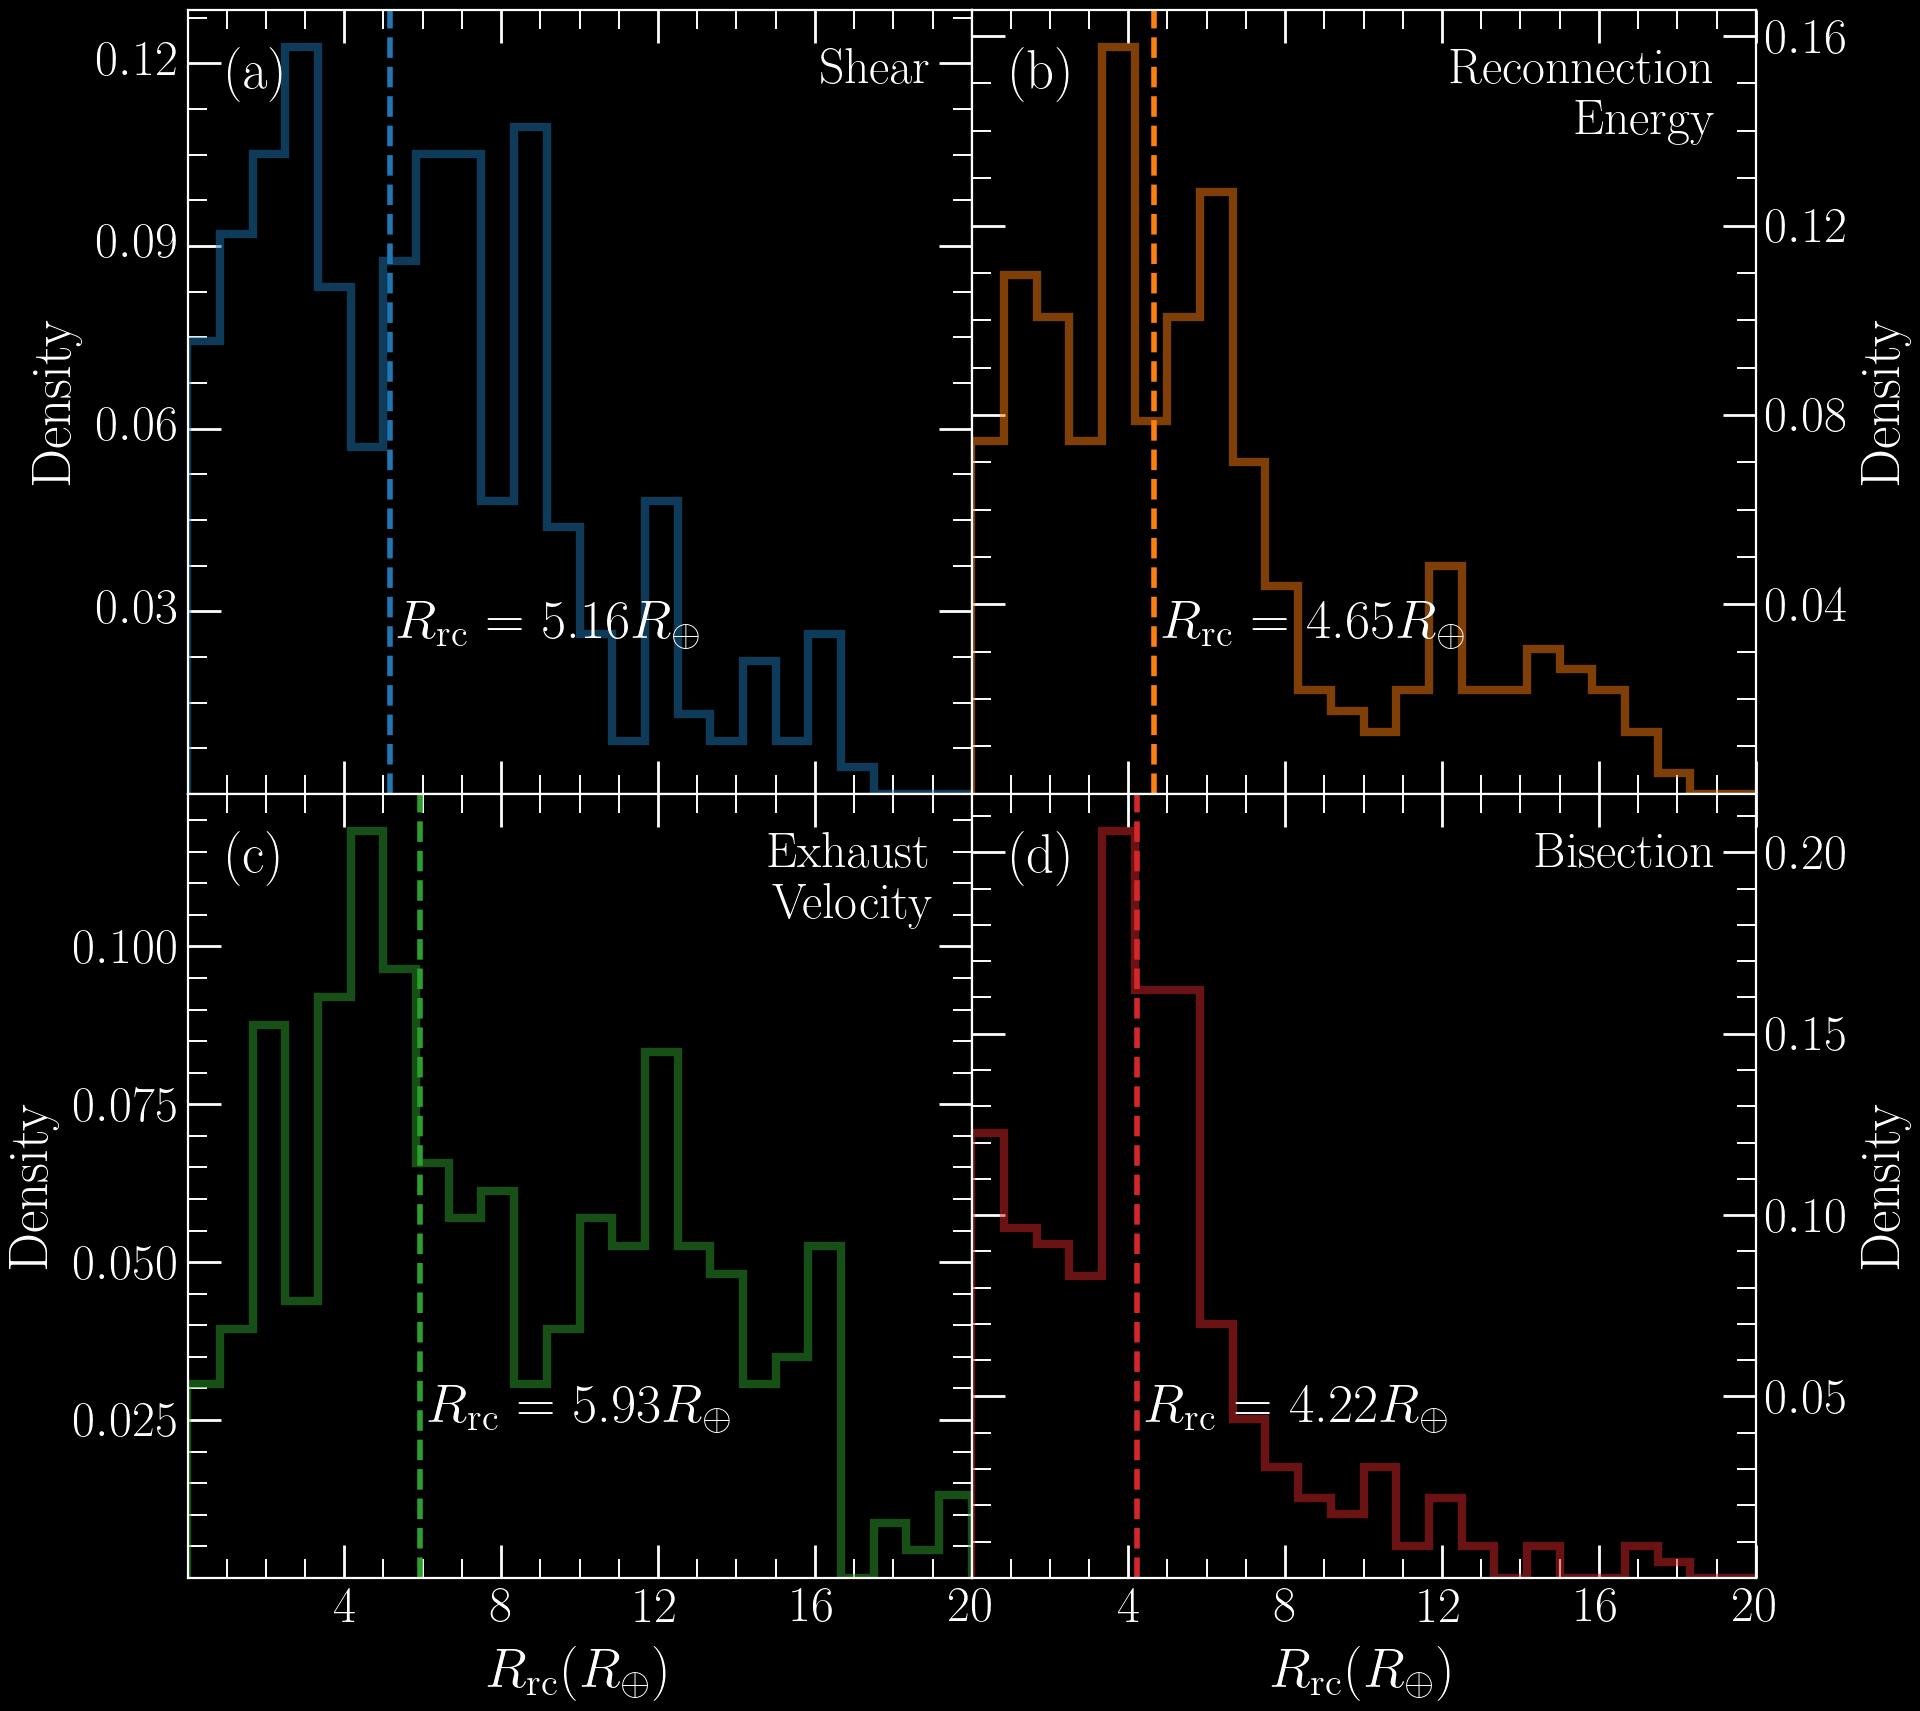 (a)
Shear
0.12
0.09
0.06
0.03
Density
R_rc = 5.16R_⊕
(b)
Reconnection
Energy
0.16
0.12
0.08
0.04
Density
R_rc = 4.65R_⊕
(c)
Exhaust
Velocity
0.100
0.075
0.050
0.025
Density
R_rc = 5.93R_⊕
4 8 12 16 20
R_rc(R_⊕)
(d)
Bisection
0.20
0.15
0.10
0.05
Density
R_rc = 4.22R_⊕
4 8 12 16 20
R_rc(R_⊕)